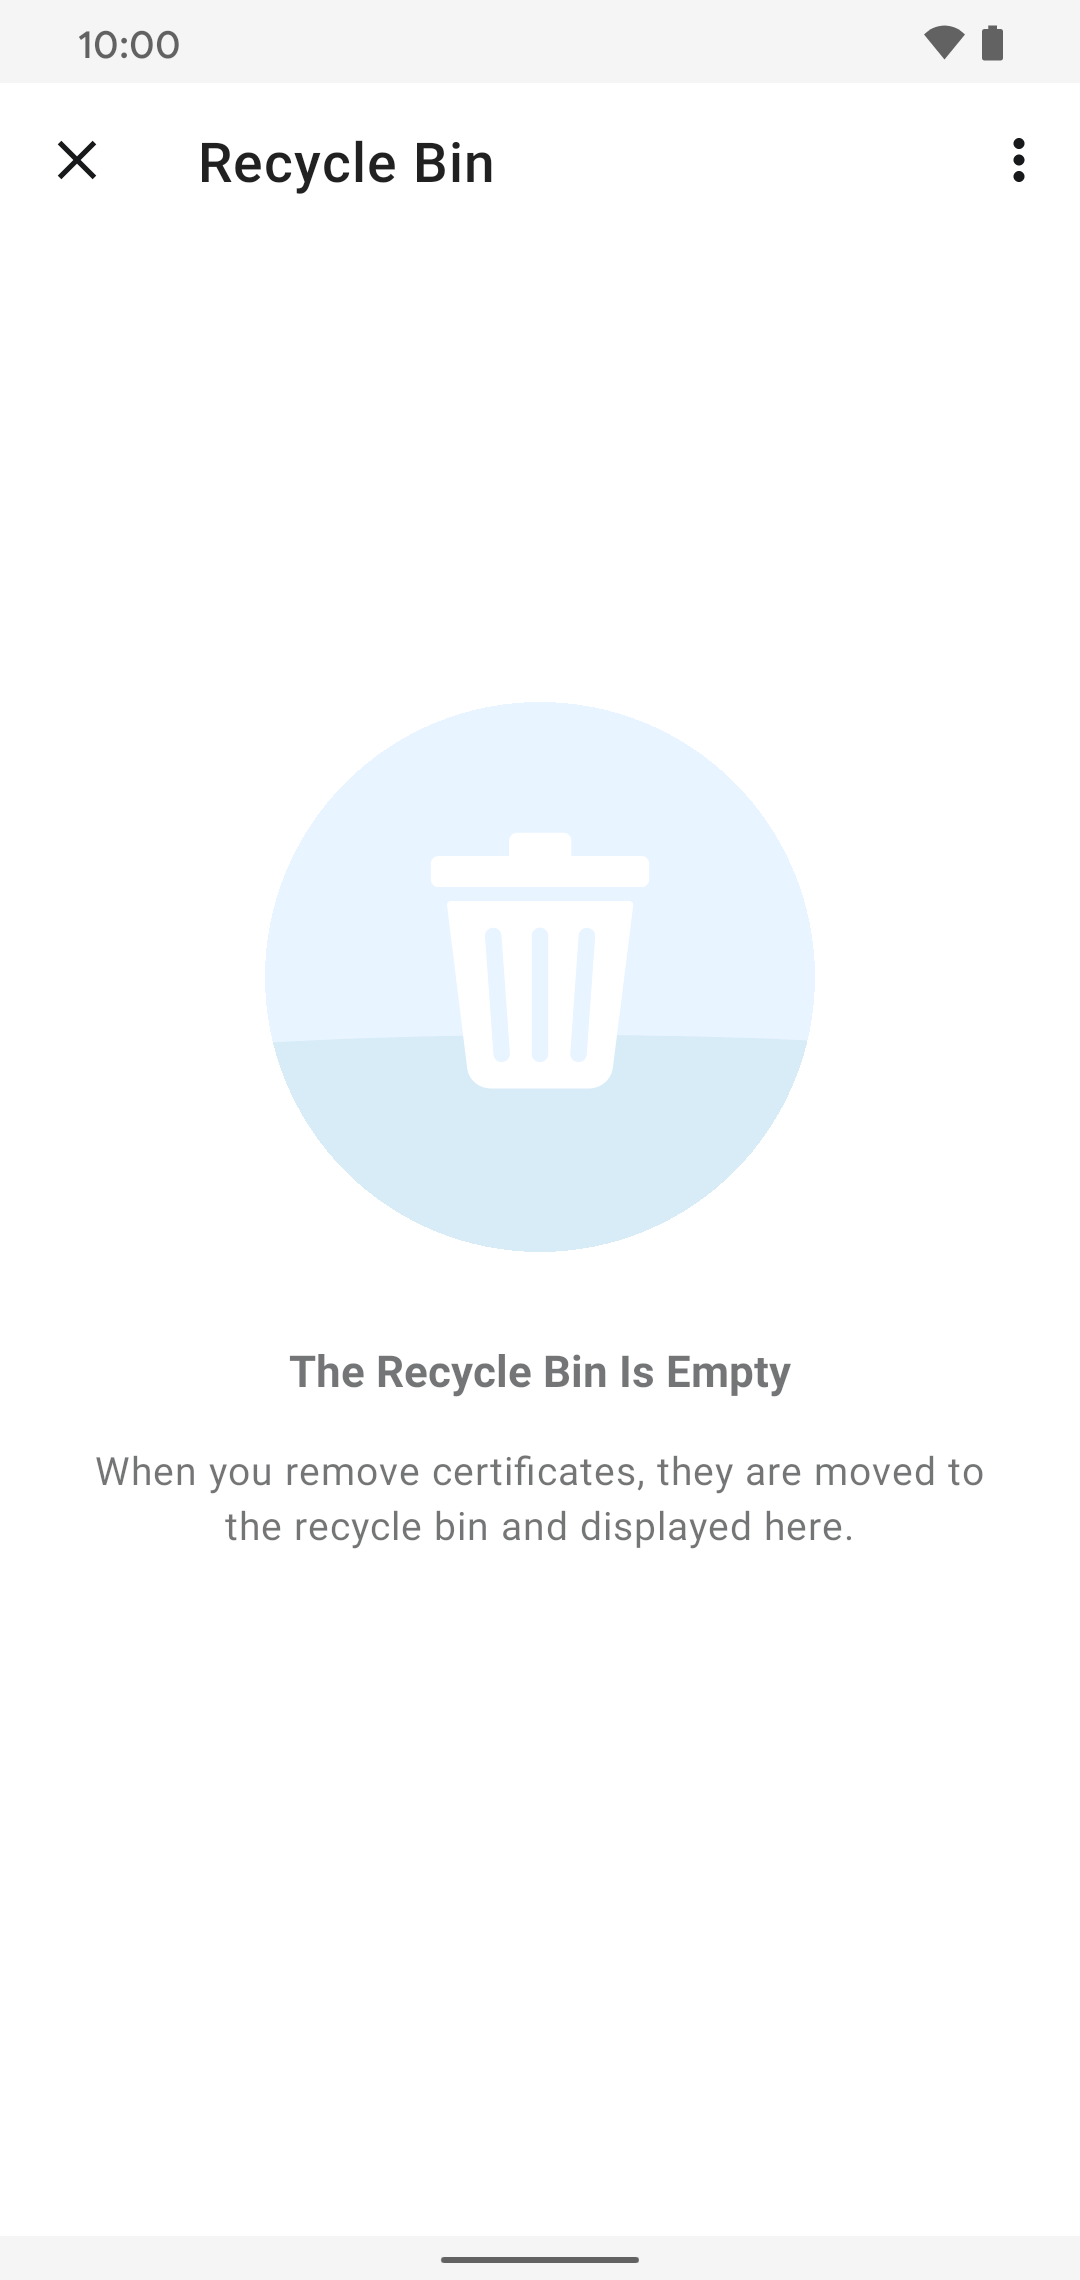 10:00
Recycle Bin
The Recycle Bin Is Empty
When you remove certificates, they are moved to
the recycle bin and displayed here.